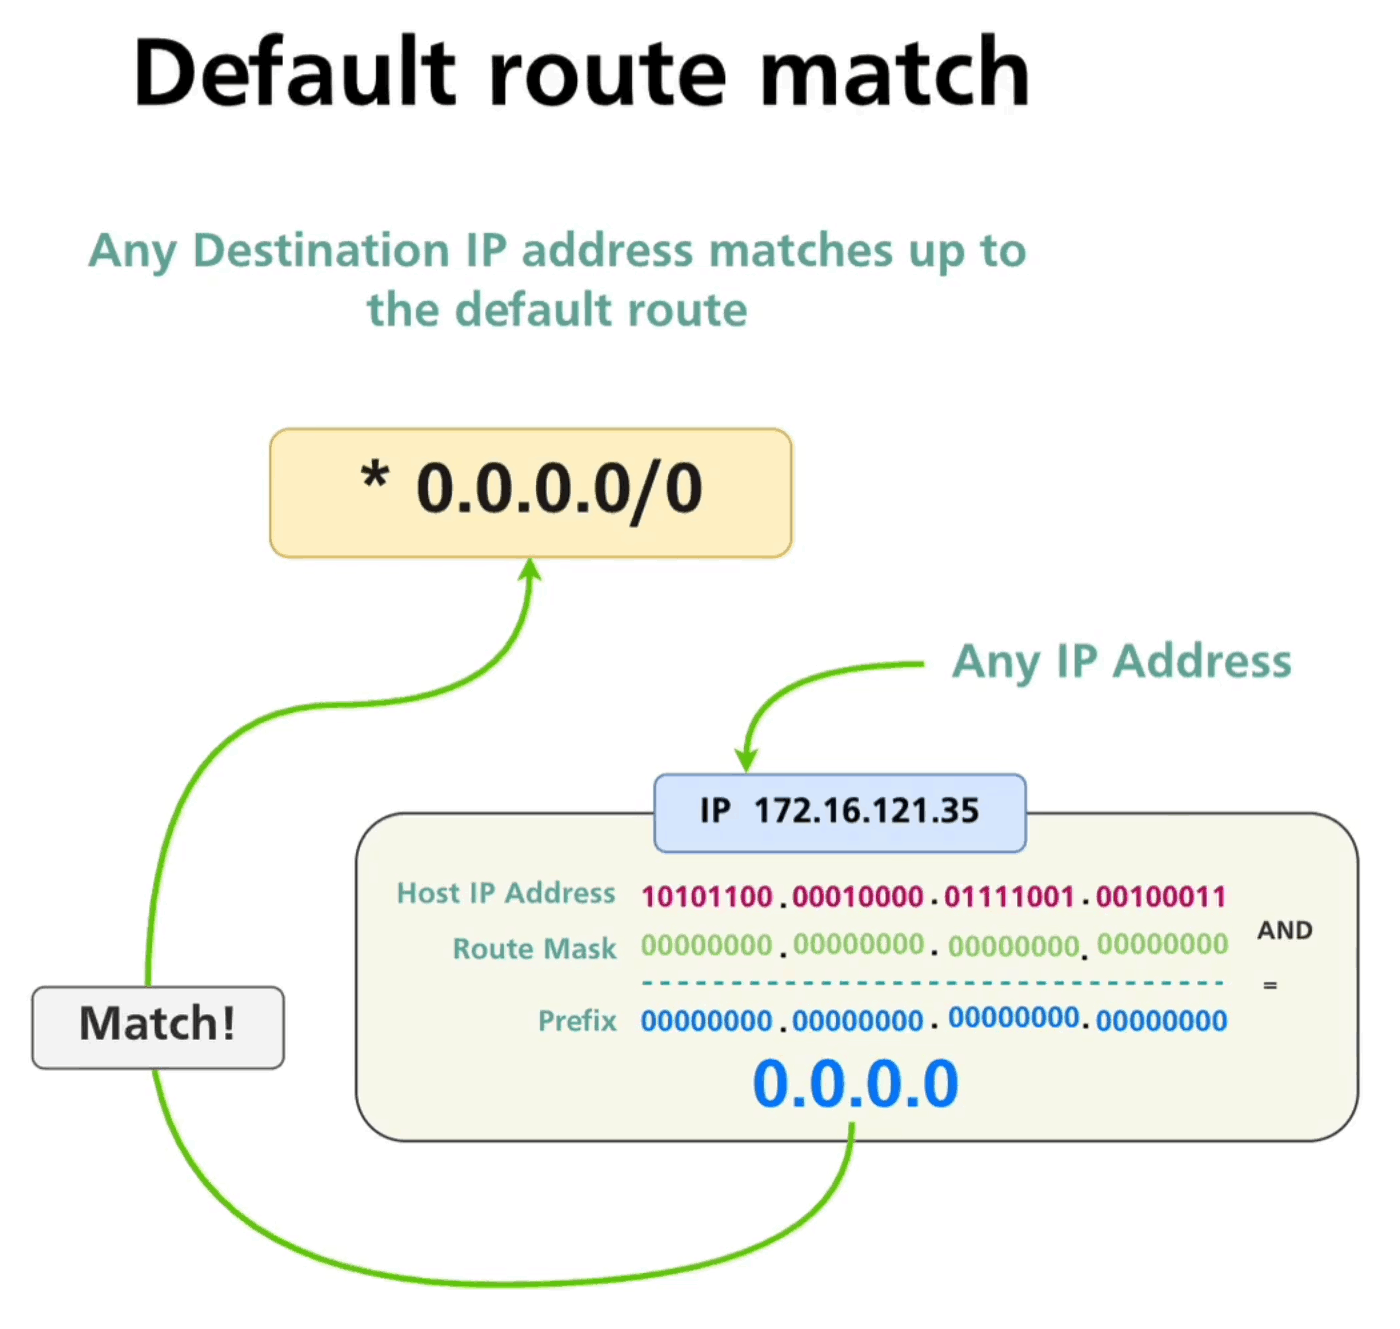 Default route match
Any Destination IP address matches up to
the default route
* 0.0.0.0/0
Any IP Address
IP 172.16.121.35
Host IP Address 10101100.00010000.01111001.00100011
AND
Route Mask 00000000.00000000.00000000.00000000
=
Match!
Prefix 00000000.00000000.00000000.00000000
0.0.0.0